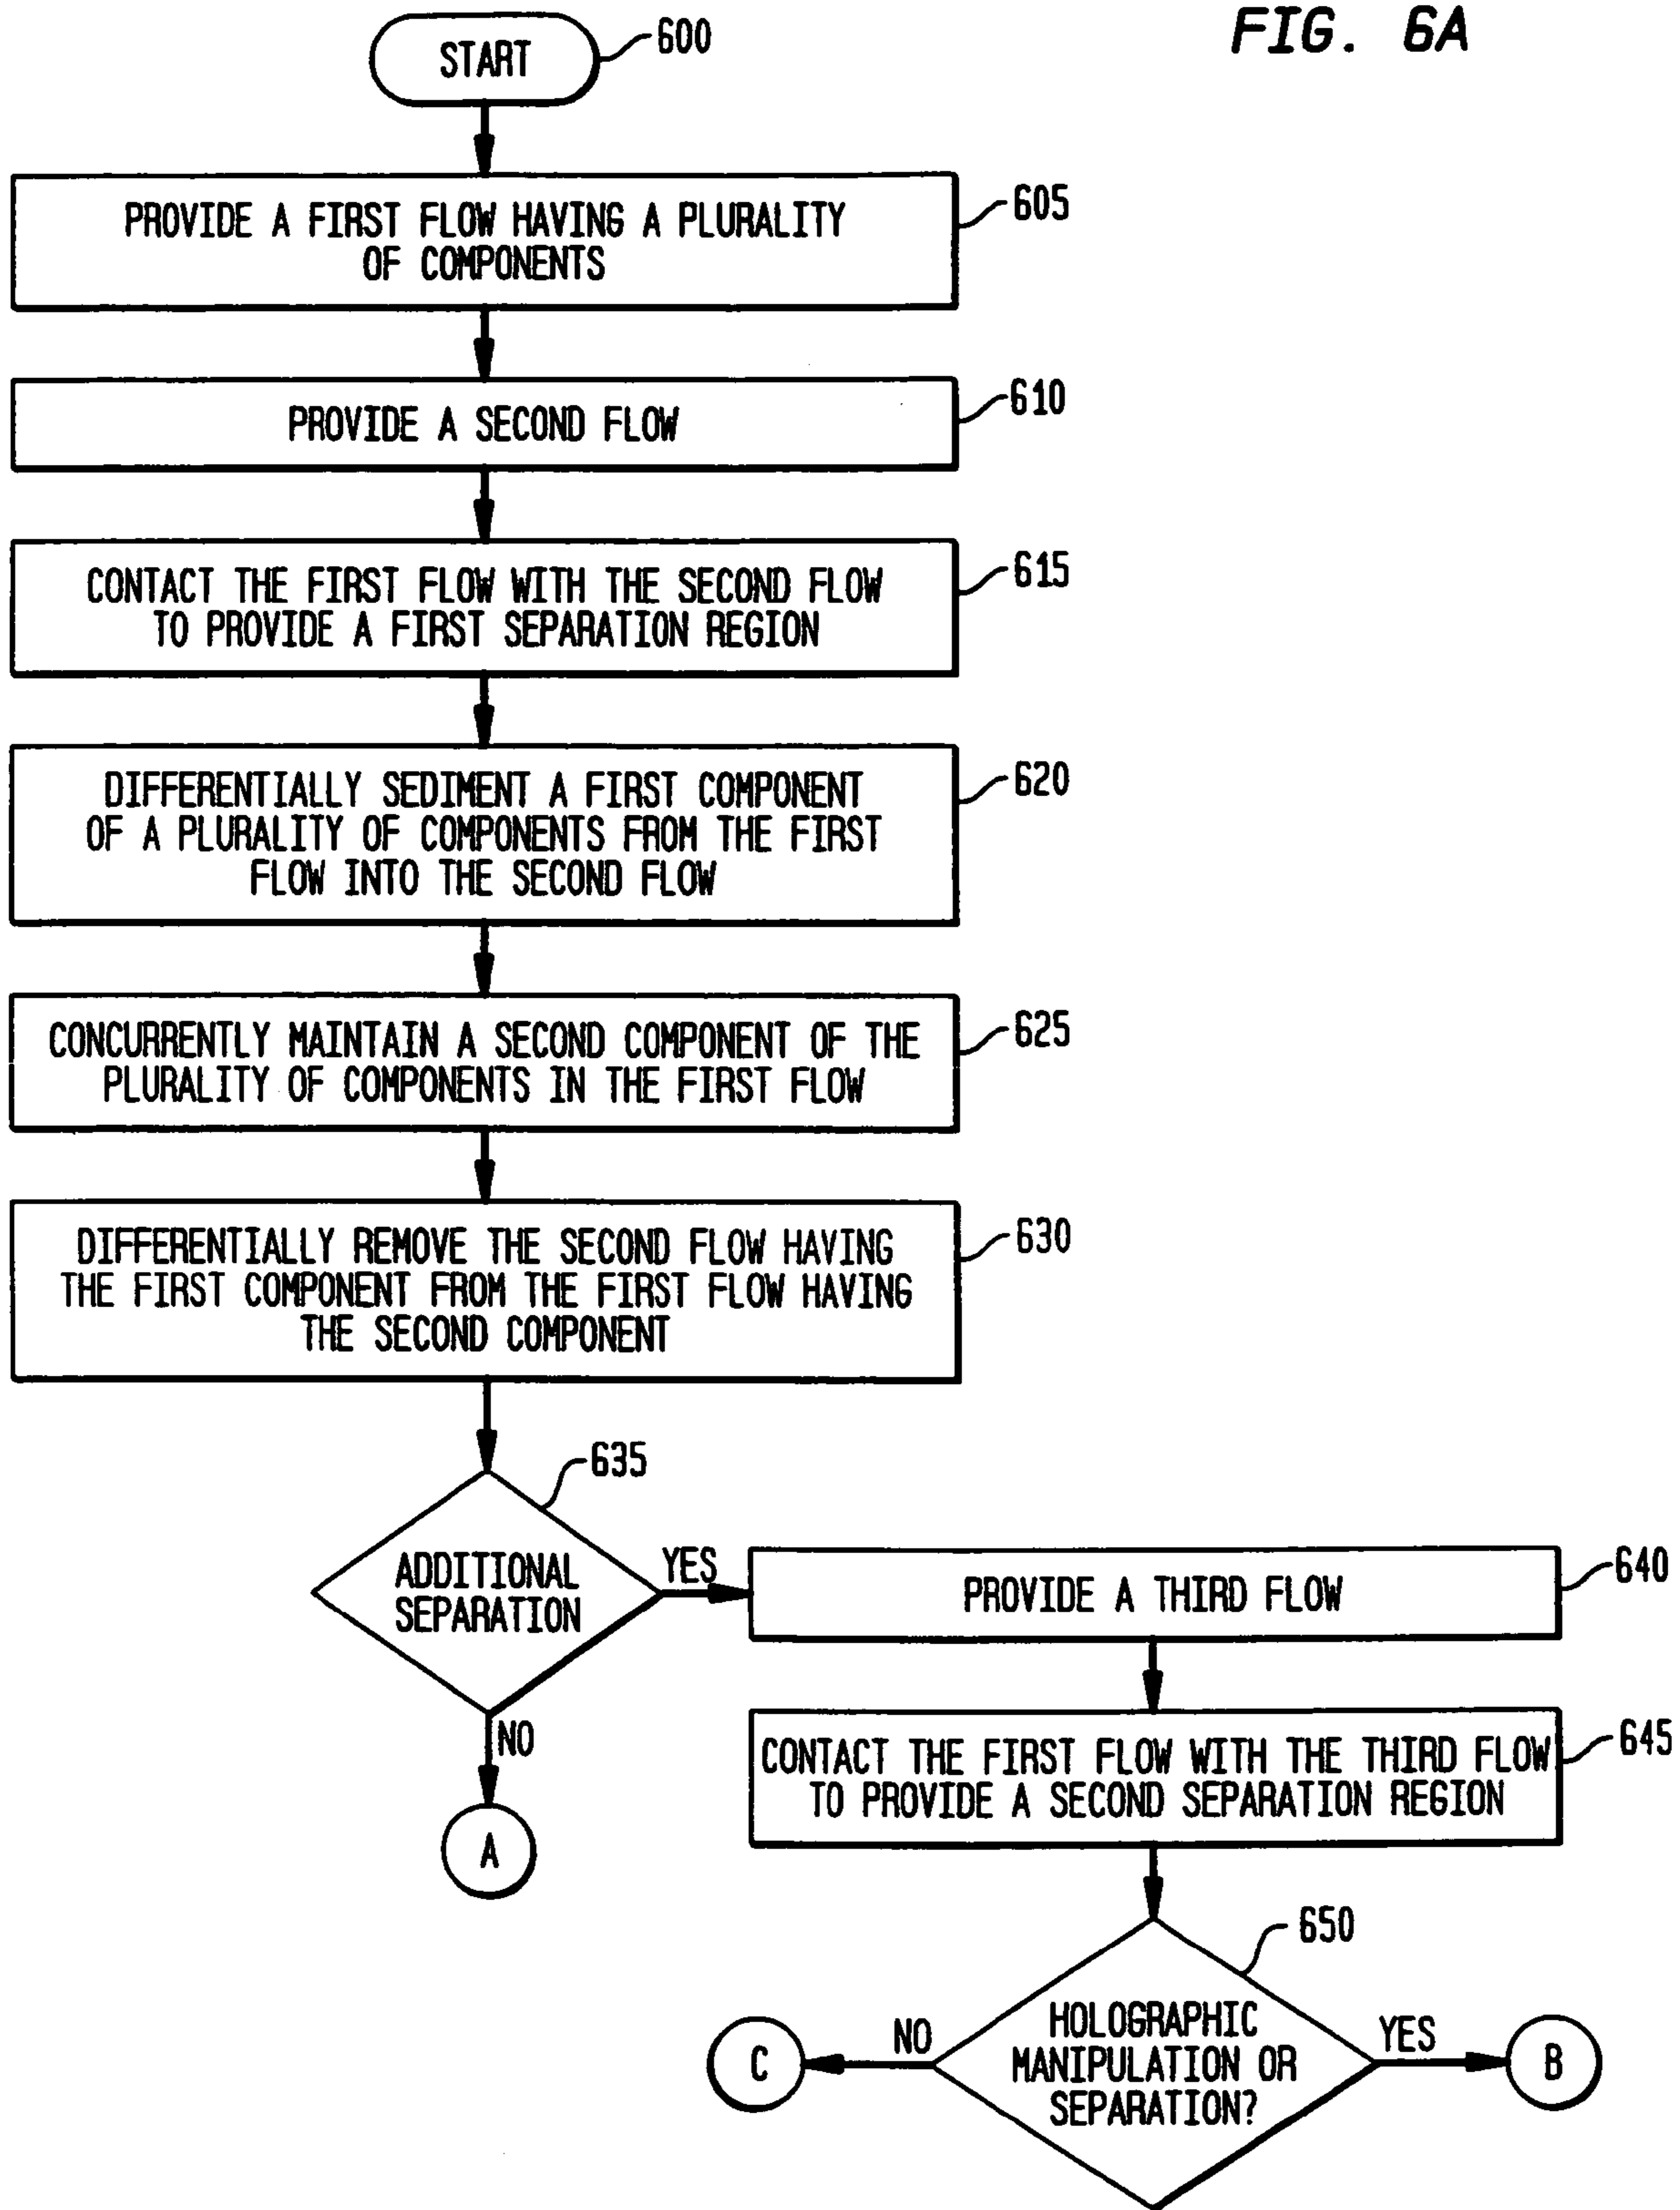 FIG. 6A
START
600
PROVIDE A FIRST FLOW HAVING A PLURALITY
OF COMPONENTS
605
PROVIDE A SECOND FLOW
610
CONTACT THE FIRST FLOW WITH THE SECOND FLOW
TO PROVIDE A FIRST SEPARATION REGION
615
DIFFERENTIALLY SEDIMENT A FIRST COMPONENT
OF A PLURALITY OF COMPONENTS FROM THE FIRST
FLOW INTO THE SECOND FLOW
620
CONCURRENTLY MAINTAIN A SECOND COMPONENT OF THE
PLURALITY OF COMPONENTS IN THE FIRST FLOW
625
DIFFERENTIALLY REMOVE THE SECOND FLOW HAVING
THE FIRST COMPONENT FROM THE FIRST FLOW HAVING
THE SECOND COMPONENT
630
635
ADDITIONAL
SEPARATION
YES
NO
A
PROVIDE A THIRD FLOW
640
CONTACT THE FIRST FLOW WITH THE THIRD FLOW
TO PROVIDE A SECOND SEPARATION REGION
645
650
HOLOGRAPHIC
MANIPULATION OR
SEPARATION?
NO
C
YES
B